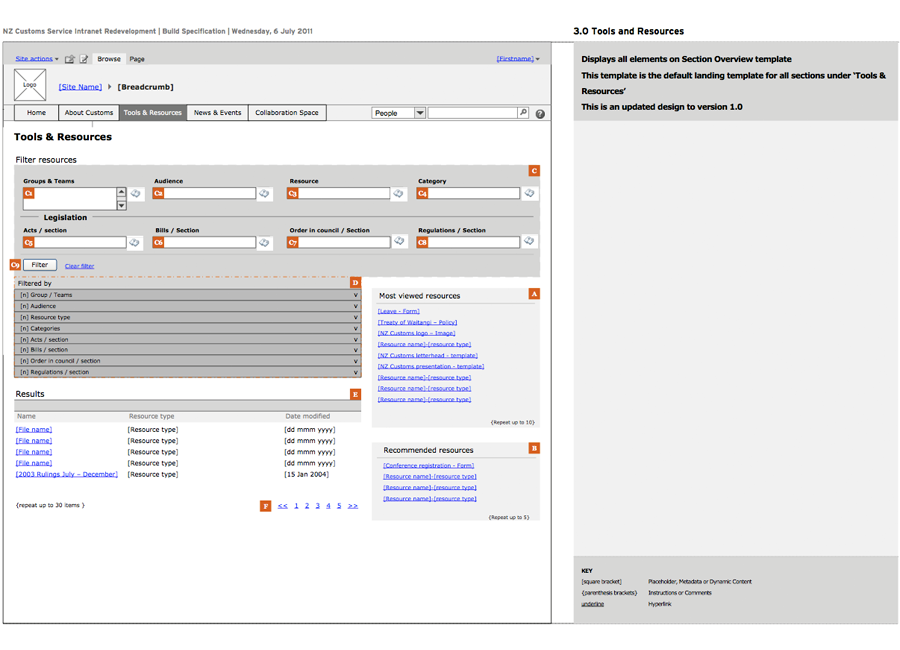 NZ Customs Service Intranet Redevelopment | Build Specification | Wednesday, 6 July 2011
3.0 Tools and Resources
Site actions
Browse
Page
[Firstname]
Displays all elements on Section Overview template
This template is the default landing template for all sections under 'Tools &
Resources'
This is an updated design to version 1.0
Logo
[Site Name]
[Breadcrumb]
Home
About Customs
Tools & Resources
News & Events
Collaboration Space
People
?
Tools & Resources
Filter resources
C
Groups & Teams
Audience
Resource
Category
C1
C2
C3
C4
Legislation
Acts / section
Bills / Section
Order in council / Section
Regulations / Section
C5
C6
C7
C8
C9
Filter
Clear filter
Filtered by
D
[n] Group / Teams v
[n] Audience v
[n] Resource type v
[n] Categories v
[n] Acts / section v
[n] Bills / section v
[n] Order in council / section v
[n] Regulations / section v
Most viewed resources
A
[Leave - Form]
[Treaty of Waitangi – Policy]
[NZ Customs logo – Image]
[Resource name]-[resource type]
[NZ Customs letterhead - template]
[NZ Customs presentation - template]
[Resource name]-[resource type]
[Resource name]-[resource type]
[Resource name]-[resource type]
{Repeat up to 10}
Results
E
Name Resource type Date modified
[File name] [Resource type] [dd mmm yyyy]
[File name] [Resource type] [dd mmm yyyy]
[File name] [Resource type] [dd mmm yyyy]
[File name] [Resource type] [dd mmm yyyy]
[2003 Rulings July – December] [Resource type] [15 Jan 2004]
{repeat up to 30 items }
F
<< 1 2 3 4 5 >>
Recommended resources
B
[Conference registration - Form]
[Resource name]-[resource type]
[Resource name]-[resource type]
[Resource name]-[resource type]
{Repeat up to 5}
KEY
[square bracket] Placeholder, Metadata or Dynamic Content
{parenthesis brackets} Instructions or Comments
underline Hyperlink